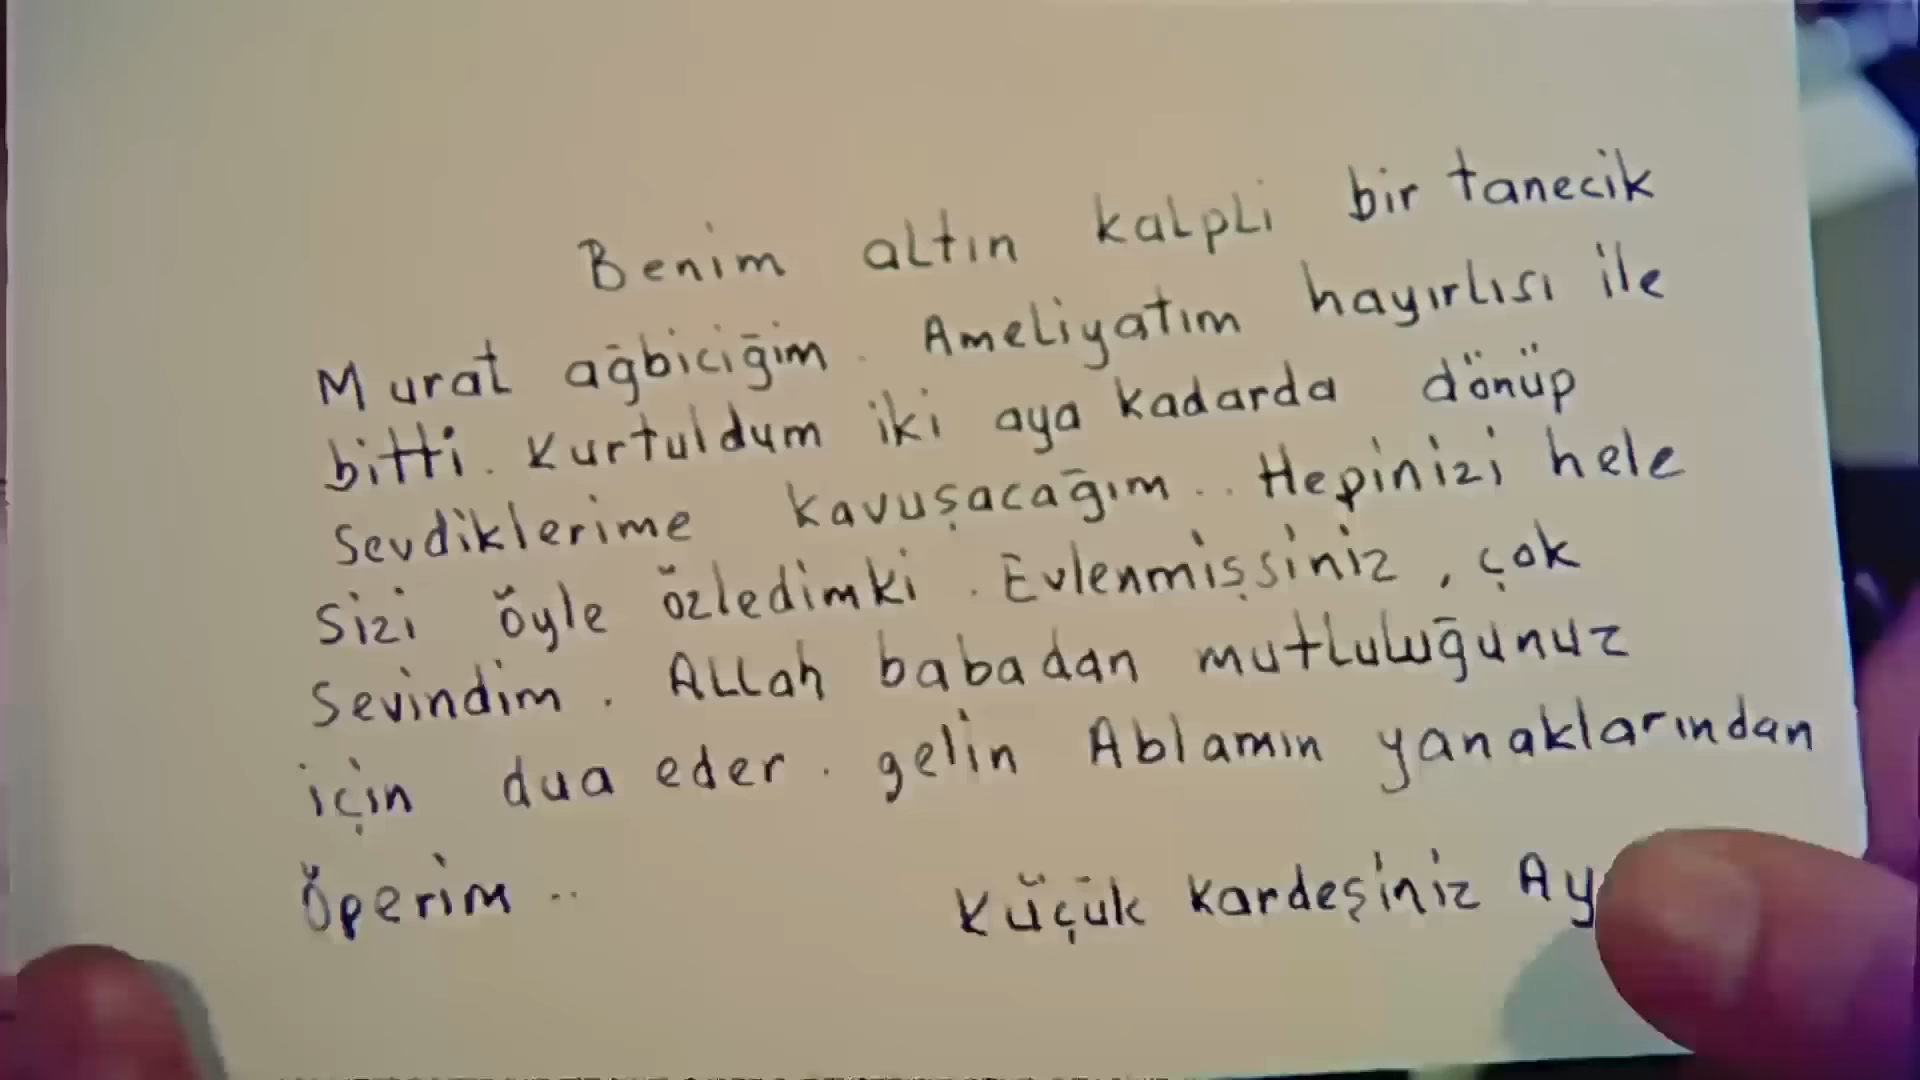 Benim altın kalpli bir tanecik
Murat ağbiciğim. Ameliyatım hayırlısı ile
bitti. Kurtuldum iki aya kadarda dönüp
Sevdiklerime kavuşacağım.. Hepinizi hele
Sizi öyle özledimki. Evlenmişsiniz, çok
Sevindim. Allah babadan mutluluğunuz
için dua eder. gelin Ablamın yanaklarından
Öperim..
Küçük kardeşiniz Ay